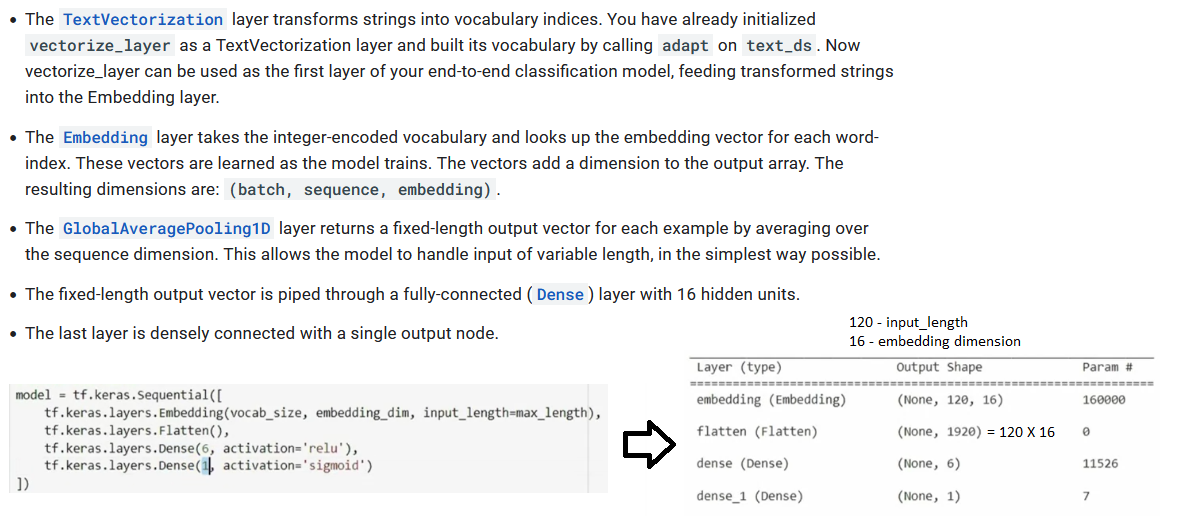 • The TextVectorization layer transforms strings into vocabulary indices. You have already initialized
vectorize_layer as a TextVectorization layer and built its vocabulary by calling adapt on text_ds. Now
vectorize_layer can be used as the first layer of your end-to-end classification model, feeding transformed strings
into the Embedding layer.
• The Embedding layer takes the integer-encoded vocabulary and looks up the embedding vector for each word-
index. These vectors are learned as the model trains. The vectors add a dimension to the output array. The
resulting dimensions are: (batch, sequence, embedding).
• The GlobalAveragePooling1D layer returns a fixed-length output vector for each example by averaging over
the sequence dimension. This allows the model to handle input of variable length, in the simplest way possible.
• The fixed-length output vector is piped through a fully-connected (Dense) layer with 16 hidden units.
• The last layer is densely connected with a single output node.
model = tf.keras.Sequential([
    tf.keras.layers.Embedding(vocab_size, embedding_dim, input_length=max_length),
    tf.keras.layers.Flatten(),
    tf.keras.layers.Dense(6, activation='relu'),
    tf.keras.layers.Dense(1, activation='sigmoid')
])
120 - input_length
16 - embedding dimension
Layer (type) Output Shape Param #
embedding (Embedding) (None, 120, 16) 160000
flatten (Flatten) (None, 1920) = 120 X 16 0
dense (Dense) (None, 6) 11526
dense_1 (Dense) (None, 1) 7